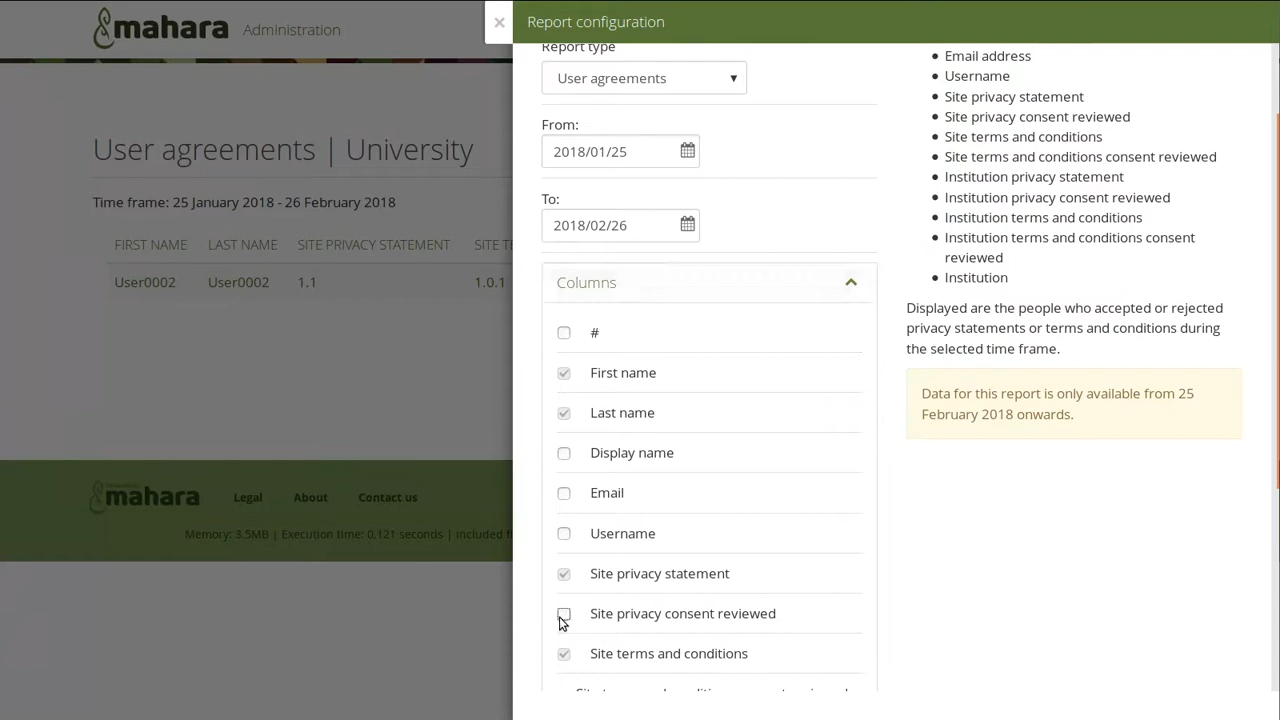 mahara Administration
User agreements | University
Time frame: 25 January 2018 - 26 February 2018
FIRST NAME LAST NAME SITE PRIVACY STATEMENT SITE TE
User0002 User0002 1.1 1.0.1
mahara Legal About Contact us
Memory: 3.5MB | Execution time: 0.121 seconds | Included fi
× Report configuration
Report type
User agreements
From:
2018/01/25
To:
2018/02/26
Columns
#
First name
Last name
Display name
Email
Username
Site privacy statement
Site privacy consent reviewed
Site terms and conditions
Email address
Username
Site privacy statement
Site privacy consent reviewed
Site terms and conditions
Site terms and conditions consent reviewed
Institution privacy statement
Institution privacy consent reviewed
Institution terms and conditions
Institution terms and conditions consent
reviewed
Institution
Displayed are the people who accepted or rejected
privacy statements or terms and conditions during
the selected time frame.
Data for this report is only available from 25
February 2018 onwards.